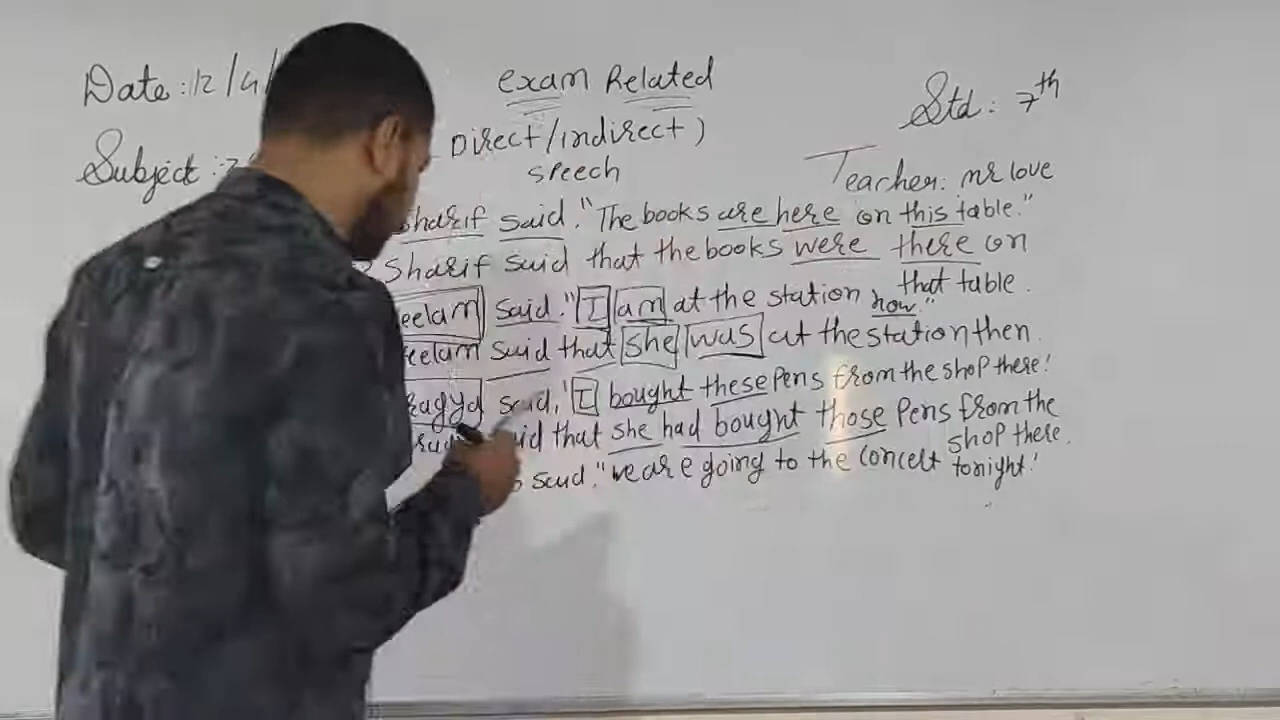 Date: 12/4/
exam Related
Std: 7th
Subject:
Direct/indirect)
speech
Teacher: mr love
Sharif said."The books are here on this table."
Sharif said that the books were there on
that table.
said."I am at the station now."
said that she was at the station then.
said,"I bought these Pens from the shop there!
that she had bought those Pens from the
shop there.
said."we are going to the concert tonight!